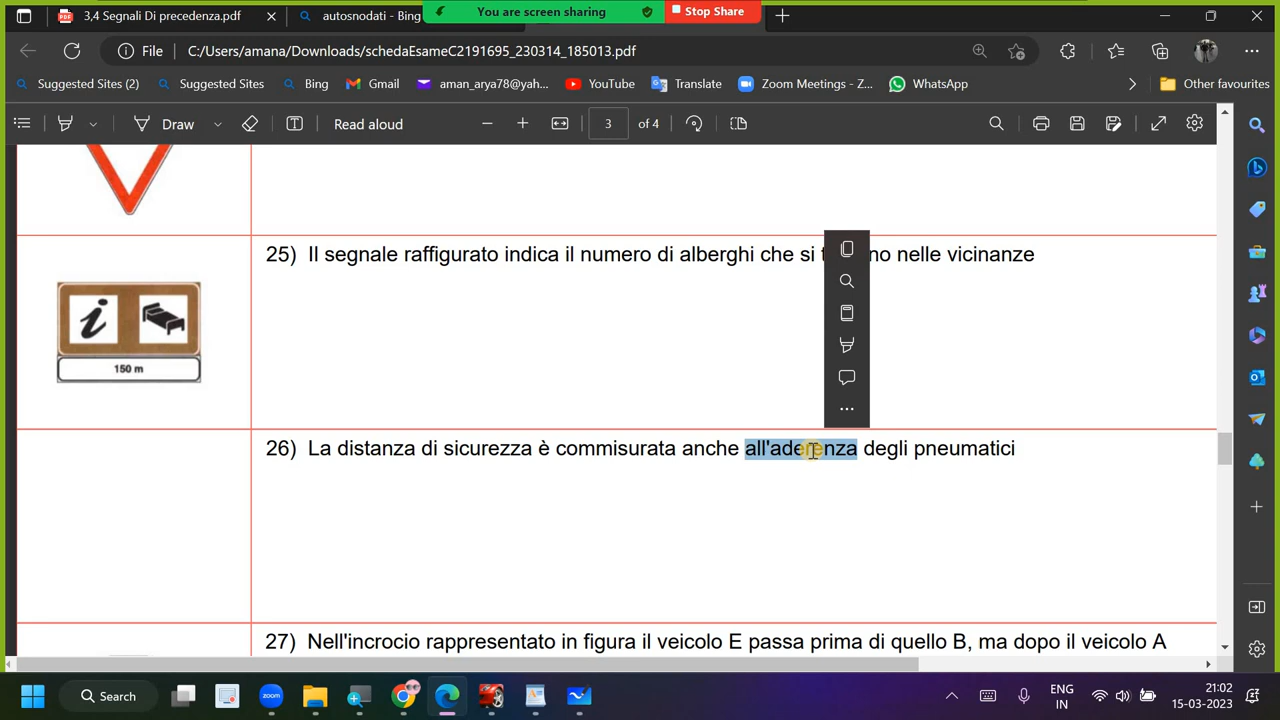 3,4 Segnali Di precedenza.pdf
autosnodati - Bing
You are screen sharing
Stop Share
File
C:/Users/amana/Downloads/schedaEsameC2191695_230314_185013.pdf
Suggested Sites (2)
Suggested Sites
Bing
Gmail
aman_arya78@yah...
YouTube
Translate
Zoom Meetings - Z...
WhatsApp
Other favourites
Draw
Read aloud
3
of 4
25) Il segnale raffigurato indica il numero di alberghi che si no nelle vicinanze
i
150 m
26) La distanza di sicurezza è commisurata anche all'aderenza degli pneumatici
27) Nell'incrocio rappresentato in figura il veicolo E passa prima di quello B, ma dopo il veicolo A
Search
zoom
ENG
IN
21:02
15-03-2023